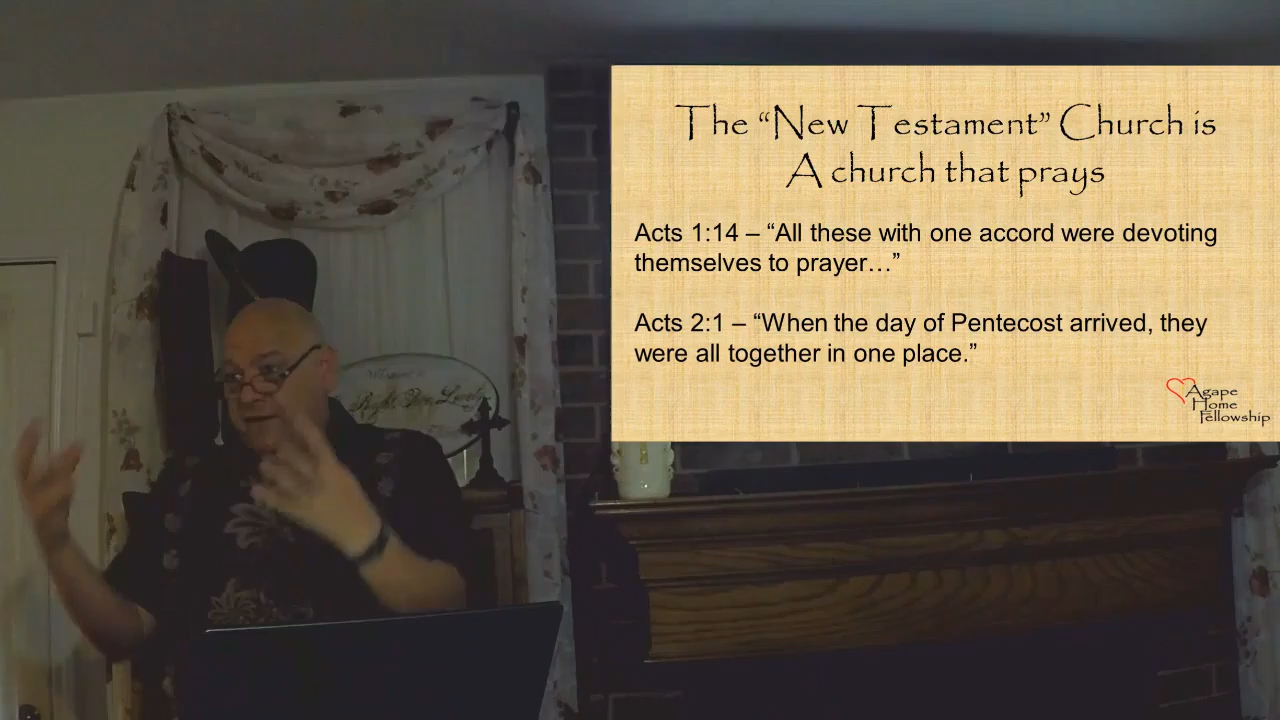 The “New Testament” Church is
A church that prays
Acts 1:14 – “All these with one accord were devoting
themselves to prayer…”
Acts 2:1 – “When the day of Pentecost arrived, they
were all together in one place.”
Agape
Home
Fellowship